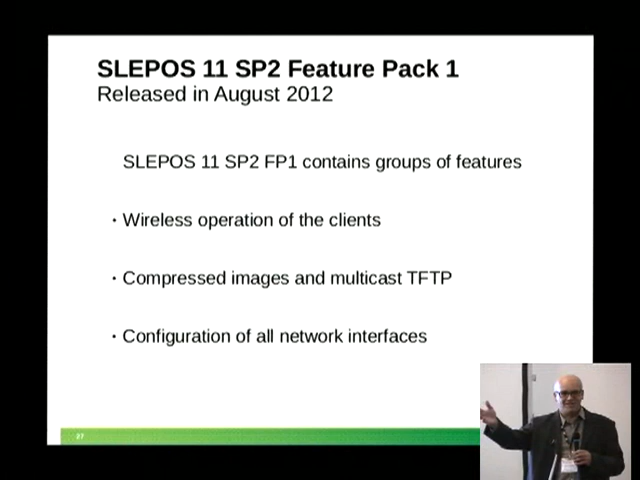 SLEPOS 11 SP2 Feature Pack 1
Released in August 2012
SLEPOS 11 SP2 FP1 contains groups of features
· Wireless operation of the clients
· Compressed images and multicast TFTP
· Configuration of all network interfaces
27